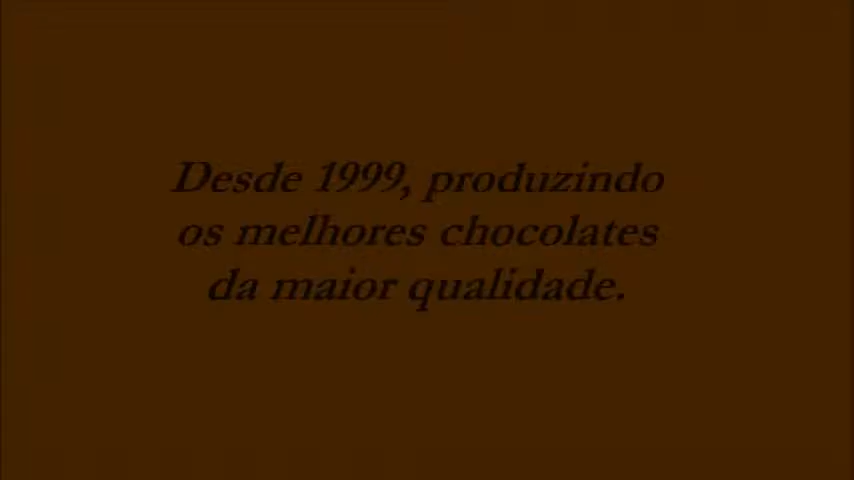 Desde 1999, produzindo
os melhores chocolates
da maior qualidade.